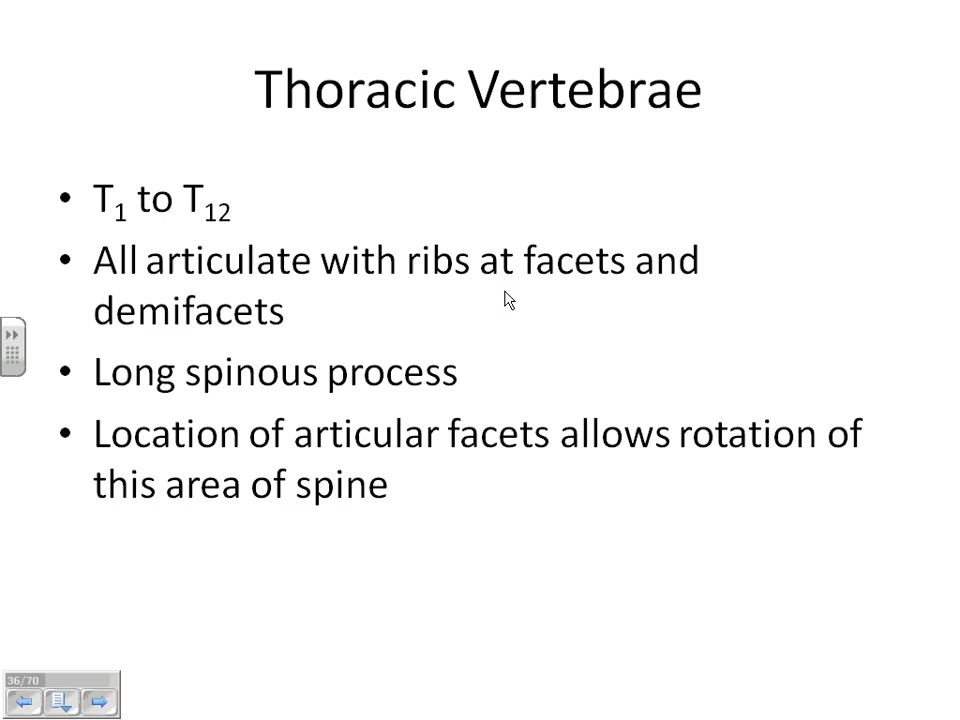 Thoracic Vertebrae
• T₁ to T₁₂
• All articulate with ribs at facets and
demifacets
• Long spinous process
• Location of articular facets allows rotation of
this area of spine
36/70